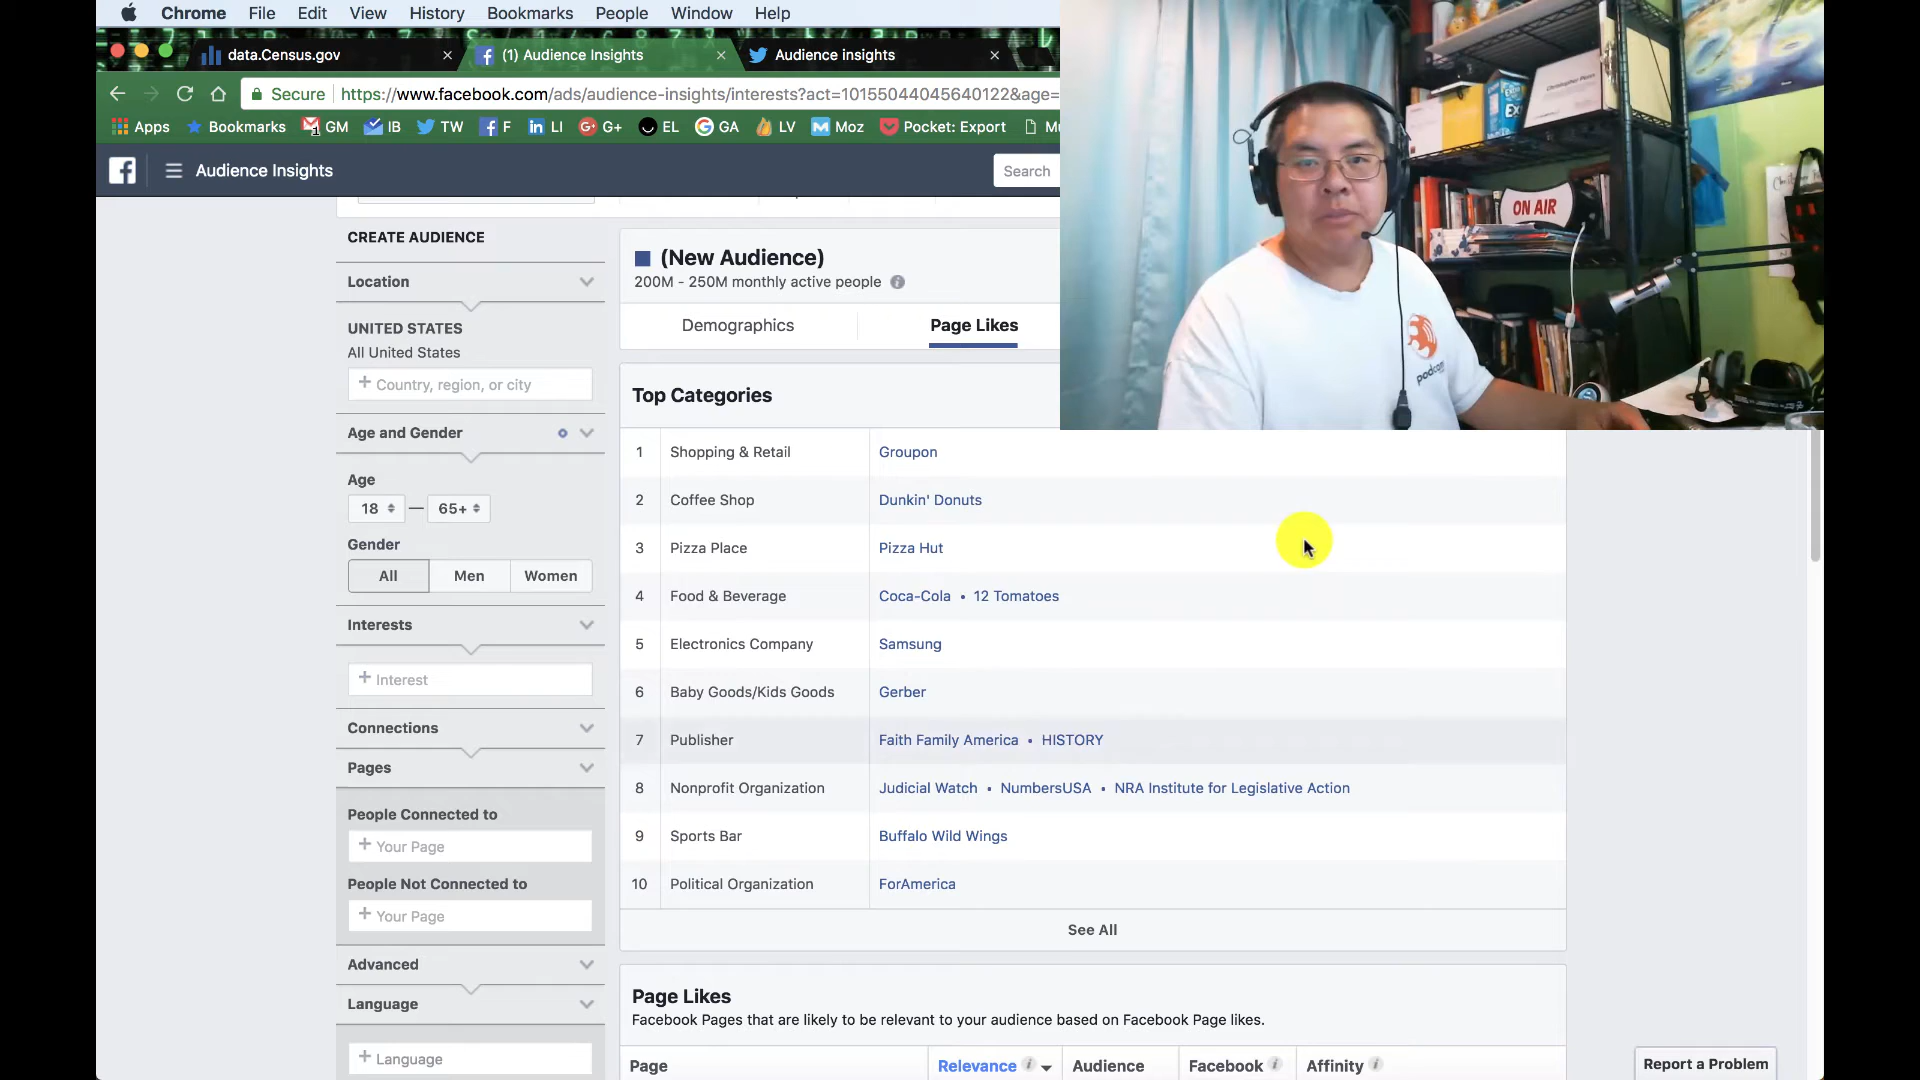 Chrome File Edit View History Bookmarks People Window Help
data.Census.gov (1) Audience Insights Audience insights
Secure https://www.facebook.com/ads/audience-insights/interests?act=10155044045640122&age=
Apps Bookmarks GM IB TW F LI G+ EL GA LV Moz Pocket: Export
Audience Insights Search
CREATE AUDIENCE
Location
UNITED STATES
All United States
+ Country, region, or city
Age and Gender
Age
18 — 65+
Gender
All Men Women
Interests
+ Interest
Connections
Pages
People Connected to
+ Your Page
People Not Connected to
+ Your Page
Advanced
Language
+ Language
(New Audience)
200M - 250M monthly active people
Demographics Page Likes
Top Categories
1 Shopping & Retail Groupon
2 Coffee Shop Dunkin' Donuts
3 Pizza Place Pizza Hut
4 Food & Beverage Coca-Cola • 12 Tomatoes
5 Electronics Company Samsung
6 Baby Goods/Kids Goods Gerber
7 Publisher Faith Family America • HISTORY
8 Nonprofit Organization Judicial Watch • NumbersUSA • NRA Institute for Legislative Action
9 Sports Bar Buffalo Wild Wings
10 Political Organization ForAmerica
See All
Page Likes
Facebook Pages that are likely to be relevant to your audience based on Facebook Page likes.
Page Relevance Audience Facebook Affinity
Report a Problem
ON AIR